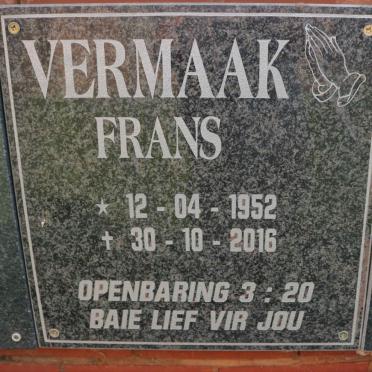 VERMAAK
FRANS
★ 12 - 04 - 1952
✝ 30 - 10 - 2016
OPENBARING 3 : 20
BAIE LIEF VIR JOU